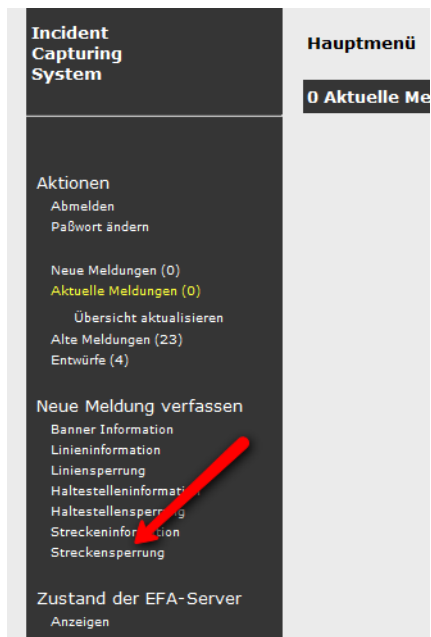 Incident
Capturing
System
Hauptmenü
0 Aktuelle Me
Aktionen
Abmelden
Paßwort ändern
Neue Meldungen (0)
Aktuelle Meldungen (0)
Übersicht aktualisieren
Alte Meldungen (23)
Entwürfe (4)
Neue Meldung verfassen
Banner Information
Linieninformation
Liniensperrung
Haltestelleninformation
Haltestellensperrung
Streckeninformation
Streckensperrung
Zustand der EFA-Server
Anzeigen